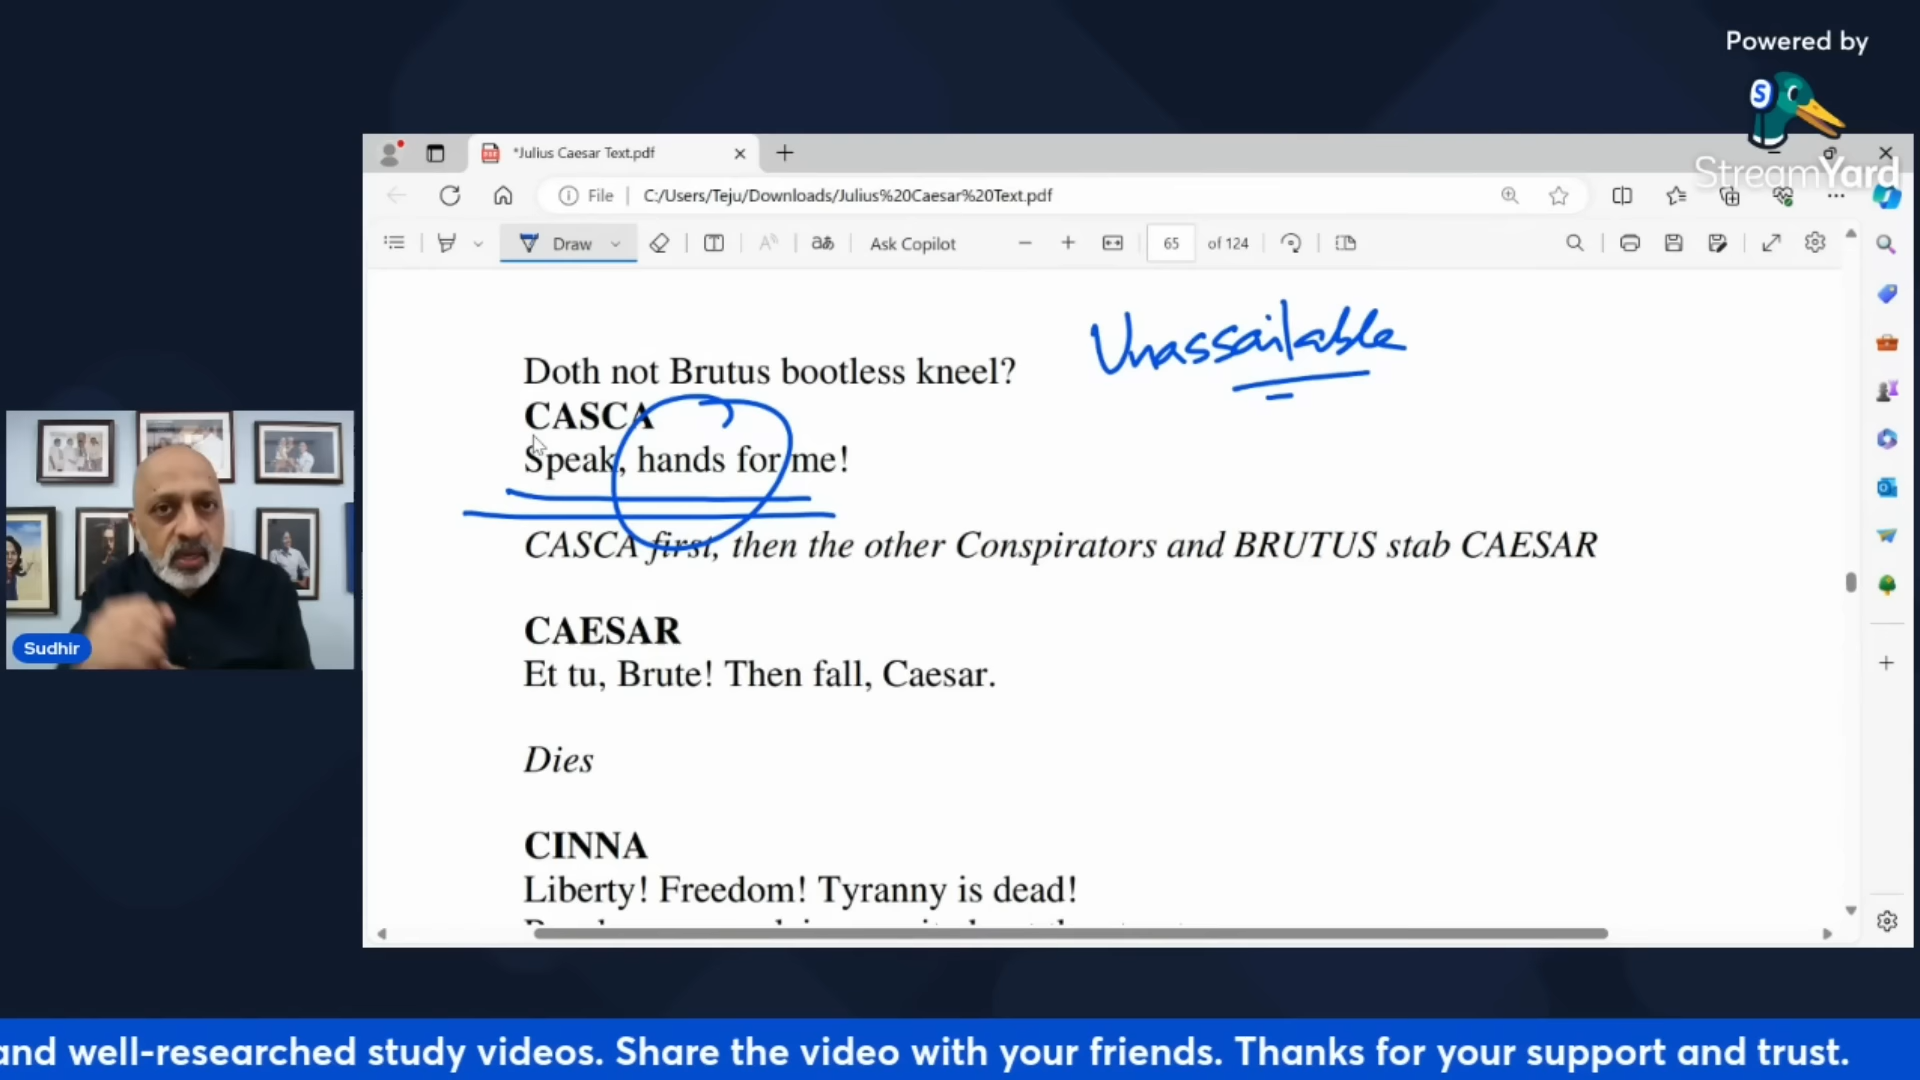 Powered by
StreamYard
*Julius Caesar Text.pdf
File
C:/Users/Teju/Downloads/Julius%20Caesar%20Text.pdf
Draw
aあ
Ask Copilot
65 of 124
Unassailable
Doth not Brutus bootless kneel?
CASCA
Speak, hands for me!
CASCA first, then the other Conspirators and BRUTUS stab CAESAR
CAESAR
Et tu, Brute! Then fall, Caesar.
Dies
CINNA
Liberty! Freedom! Tyranny is dead!
Sudhir
and well-researched study videos. Share the video with your friends. Thanks for your support and trust.